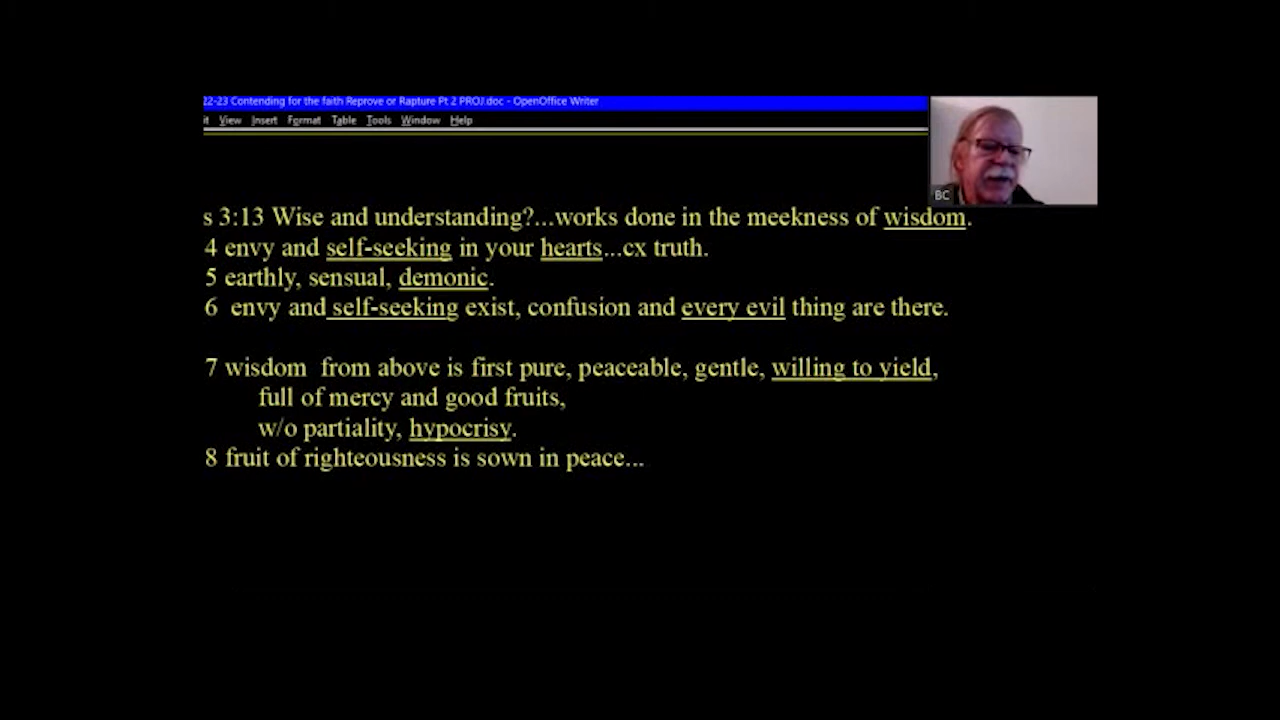 22-23 Contending for the faith Reprove or Rapture Pt 2 PROJ.doc - OpenOffice Writer
it View Insert Format Table Tools Window Help
BC
s 3:13 Wise and understanding?...works done in the meekness of wisdom.
4 envy and self-seeking in your hearts...cx truth.
5 earthly, sensual, demonic.
6 envy and self-seeking exist, confusion and every evil thing are there.
7 wisdom from above is first pure, peaceable, gentle, willing to yield,
full of mercy and good fruits,
w/o partiality, hypocrisy.
8 fruit of righteousness is sown in peace...